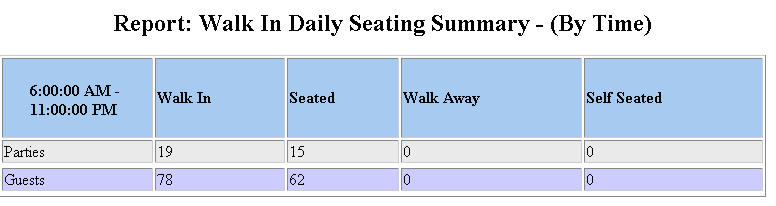 Report: Walk In Daily Seating Summary - (By Time)
6:00:00 AM -
11:00:00 PM
Walk In
Seated
Walk Away
Self Seated
Parties 19 15 0 0
Guests 78 62 0 0